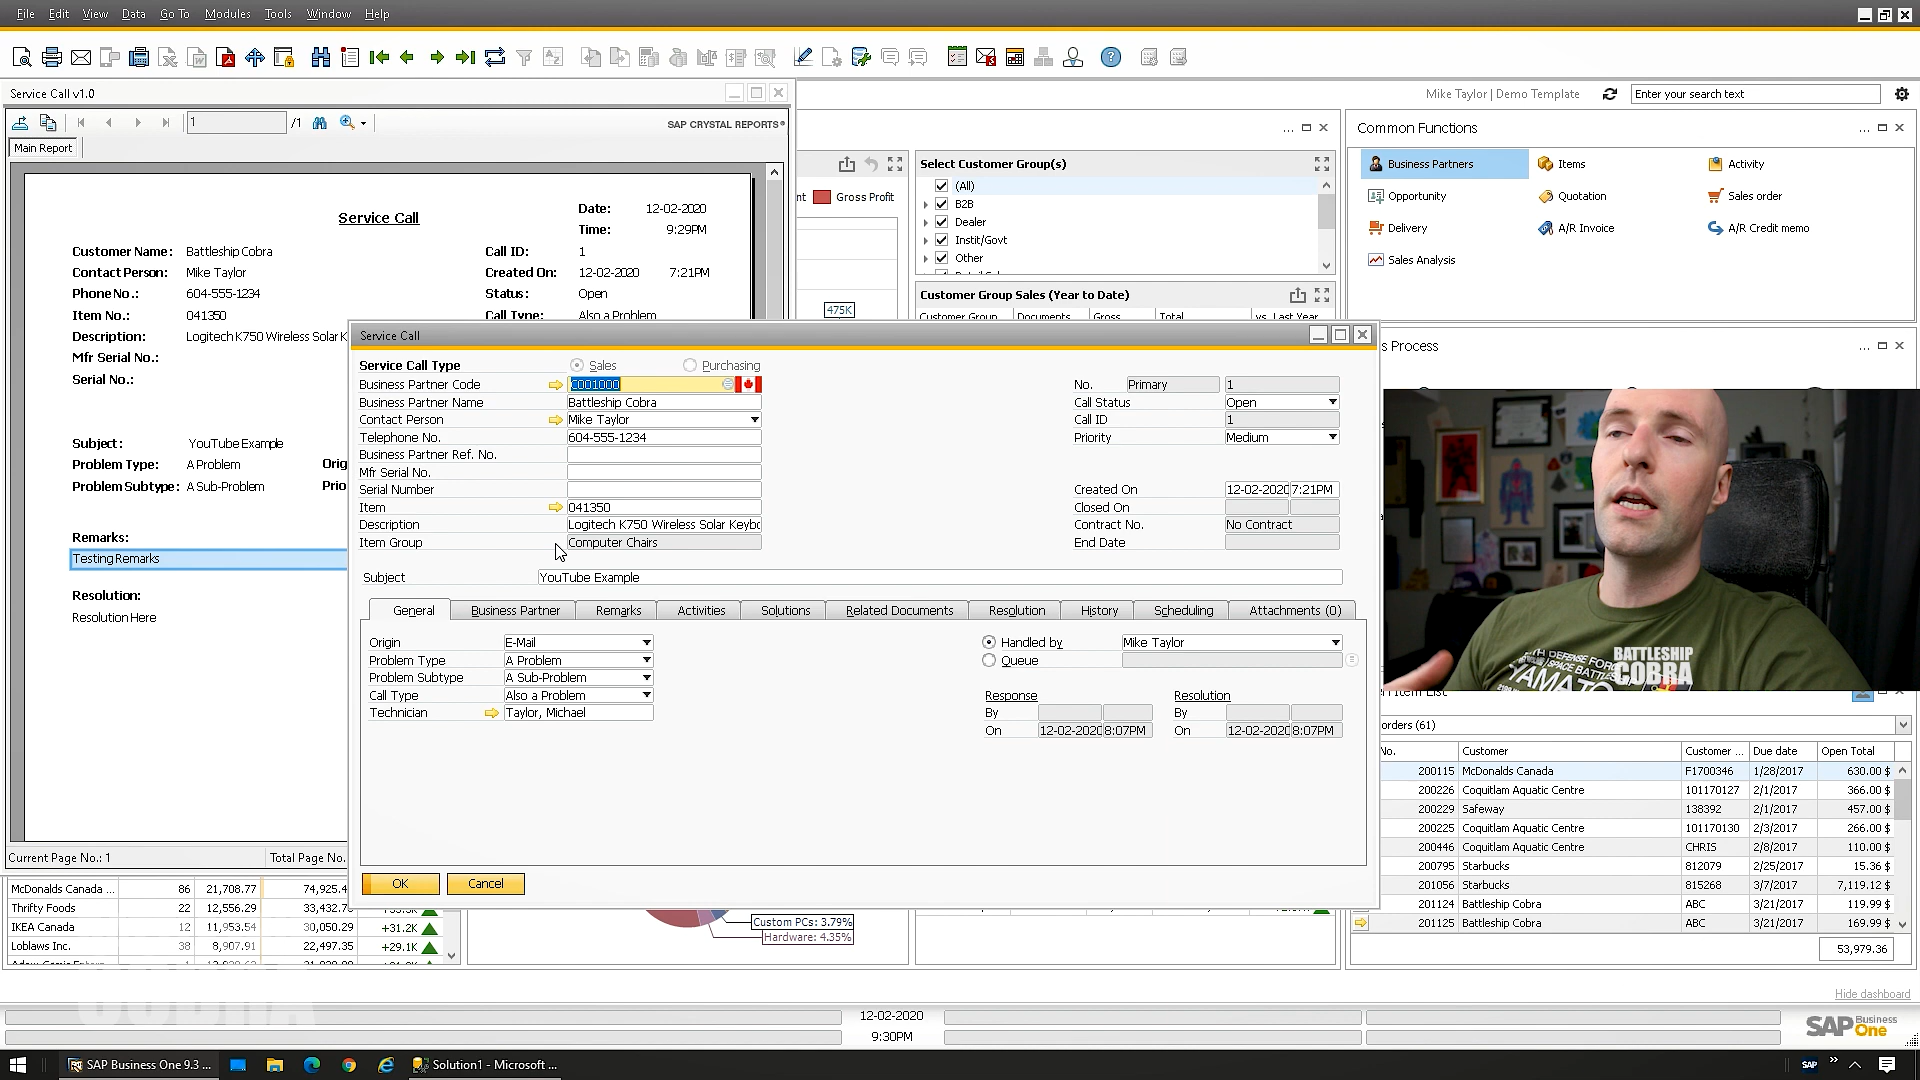 File Edit View Data Go To Modules Tools Window Help
Service Call v1.0
Mike Taylor | Demo Template
Enter your search text
1 /1
SAP CRYSTAL REPORTS®
Main Report
Service Call
Date: 12-02-2020
Time: 9:29PM
Customer Name: Battleship Cobra
Call ID: 1
Contact Person: Mike Taylor
Created On: 12-02-2020 7:21PM
Phone No.: 604-555-1234
Status: Open
Item No.: 041350
Call Type: Also a Problem
Description: Logitech K750 Wireless Solar K
Mfr Serial No.:
Serial No.:
Subject: YouTube Example
Problem Type: A Problem
Orig
Problem Subtype: A Sub-Problem
Prio
Remarks:
Testing Remarks
Resolution:
Resolution Here
Current Page No.: 1
Total Page No.
nt Gross Profit
475K
Select Customer Group(s)
(All)
B2B
Dealer
Instit/Govt
Other
Customer Group Sales (Year to Date)
Customer Group Documents Gross Total vs. Last Year
Common Functions
Business Partners Items Activity
Opportunity Quotation Sales order
Delivery A/R Invoice A/R Credit memo
Sales Analysis
s Process
Service Call
Service Call Type Sales Purchasing
Business Partner Code C001000
Business Partner Name Battleship Cobra
Contact Person Mike Taylor
Telephone No. 604-555-1234
Business Partner Ref. No.
Mfr Serial No.
Serial Number
Item 041350
Description Logitech K750 Wireless Solar Keybo
Item Group Computer Chairs
No. Primary 1
Call Status Open
Call ID 1
Priority Medium
Created On 12-02-2020 7:21PM
Closed On
Contract No. No Contract
End Date
Subject YouTube Example
General Business Partner Remarks Activities Solutions Related Documents Resolution History Scheduling Attachments (0)
Origin E-Mail
Problem Type A Problem
Problem Subtype A Sub-Problem
Call Type Also a Problem
Technician Taylor, Michael
Handled by Mike Taylor
Queue
Response Resolution
By By
On 12-02-2020 8:07PM On 12-02-2020 8:07PM
OK Cancel
BATTLESHIP
COBRA
TH DEFENSE FORC
SPACE BATTLES
YAMATO
orders (61)
No. Customer Customer ... Due date Open Total
200115 McDonalds Canada F1700346 1/28/2017 630.00 $
200226 Coquitlam Aquatic Centre 101170127 2/1/2017 366.00 $
200229 Safeway 138392 2/1/2017 457.00 $
200225 Coquitlam Aquatic Centre 101170130 2/3/2017 266.00 $
200446 Coquitlam Aquatic Centre CHRIS 2/8/2017 110.00 $
200795 Starbucks 812079 2/25/2017 15.36 $
201056 Starbucks 815268 3/7/2017 7,119.12 $
201124 Battleship Cobra ABC 3/21/2017 119.99 $
201125 Battleship Cobra ABC 3/21/2017 169.99 $
53,979.36
McDonalds Canada ... 86 21,708.77 74,925.4
Thrifty Foods 22 12,556.29 33,432.7
IKEA Canada 12 11,953.54 30,050.29 +31.2K
Loblaws Inc. 38 8,907.91 22,497.35 +29.1K
Custom PCs: 3.79%
Hardware: 4.35%
Hide dashboard
12-02-2020
9:30PM
SAP Business One
SAP Business One 9.3 ...
Solution1 - Microsoft ...
SAP